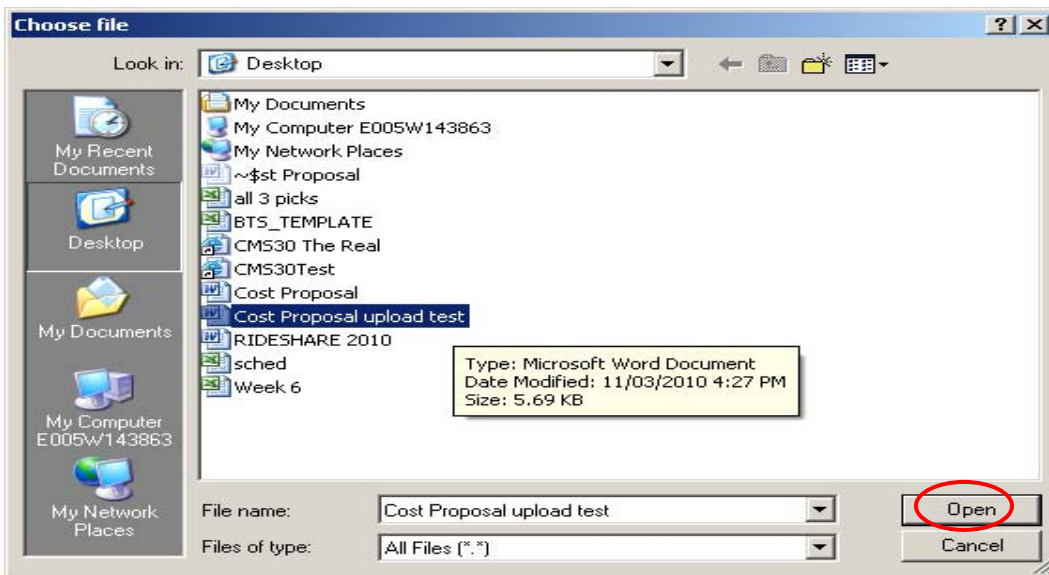 Choose file
Look in: Desktop
My Recent
Documents
Desktop
My Documents
My Computer
E005W143863
My Network
Places
My Documents
My Computer E005W143863
My Network Places
~$st Proposal
all 3 picks
BTS_TEMPLATE
CMS30 The Real
CMS30Test
Cost Proposal
Cost Proposal upload test
RIDESHARE 2010
sched
Week 6
Type: Microsoft Word Document
Date Modified: 11/03/2010 4:27 PM
Size: 5.69 KB
File name: Cost Proposal upload test Open
Files of type: All Files (*.*) Cancel